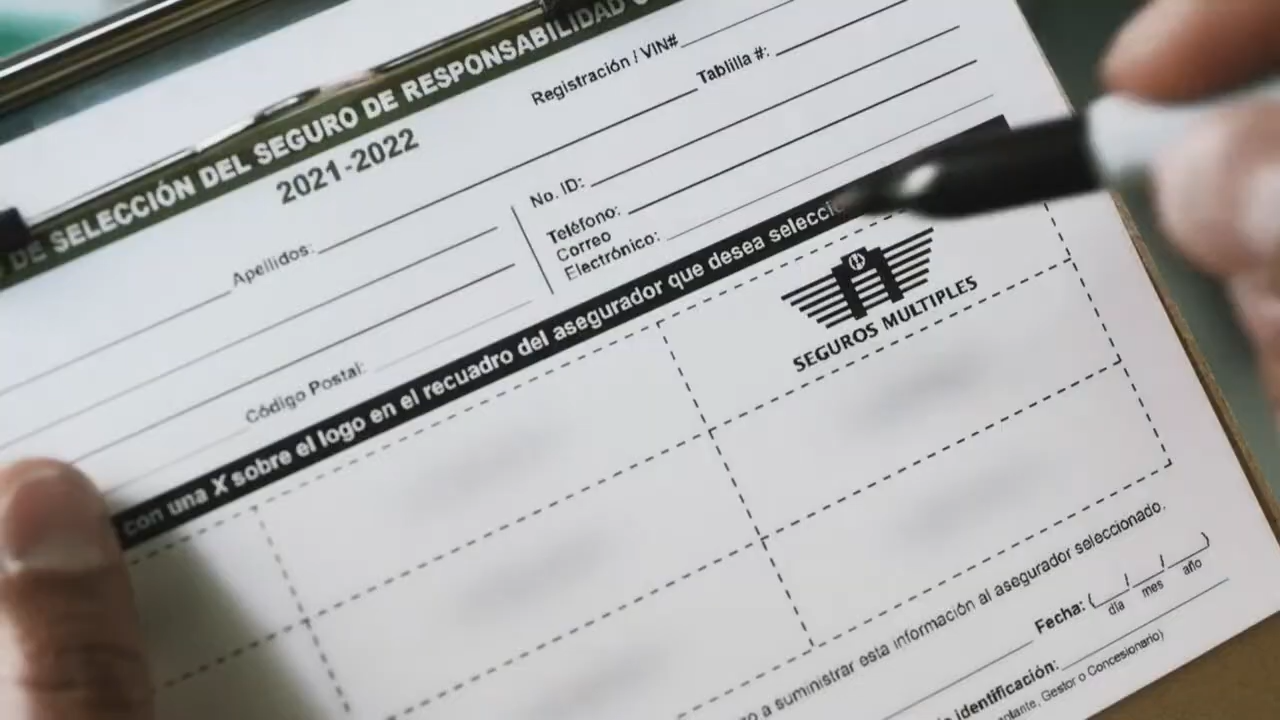 DE SELECCIÓN DEL SEGURO DE RESPONSABILIDAD
2021-2022
Registración / VIN#
Tablilla #:
Apellidos:
No. ID:
Teléfono:
Correo
Electrónico:
Código Postal:
con una X sobre el logo en el recuadro del asegurador que desea
SEGUROS MULTIPLES
a suministrar esta información al asegurador seleccionado.
Fecha: ( / / )
día mes año
identificación:
Gestor o Concesionario)